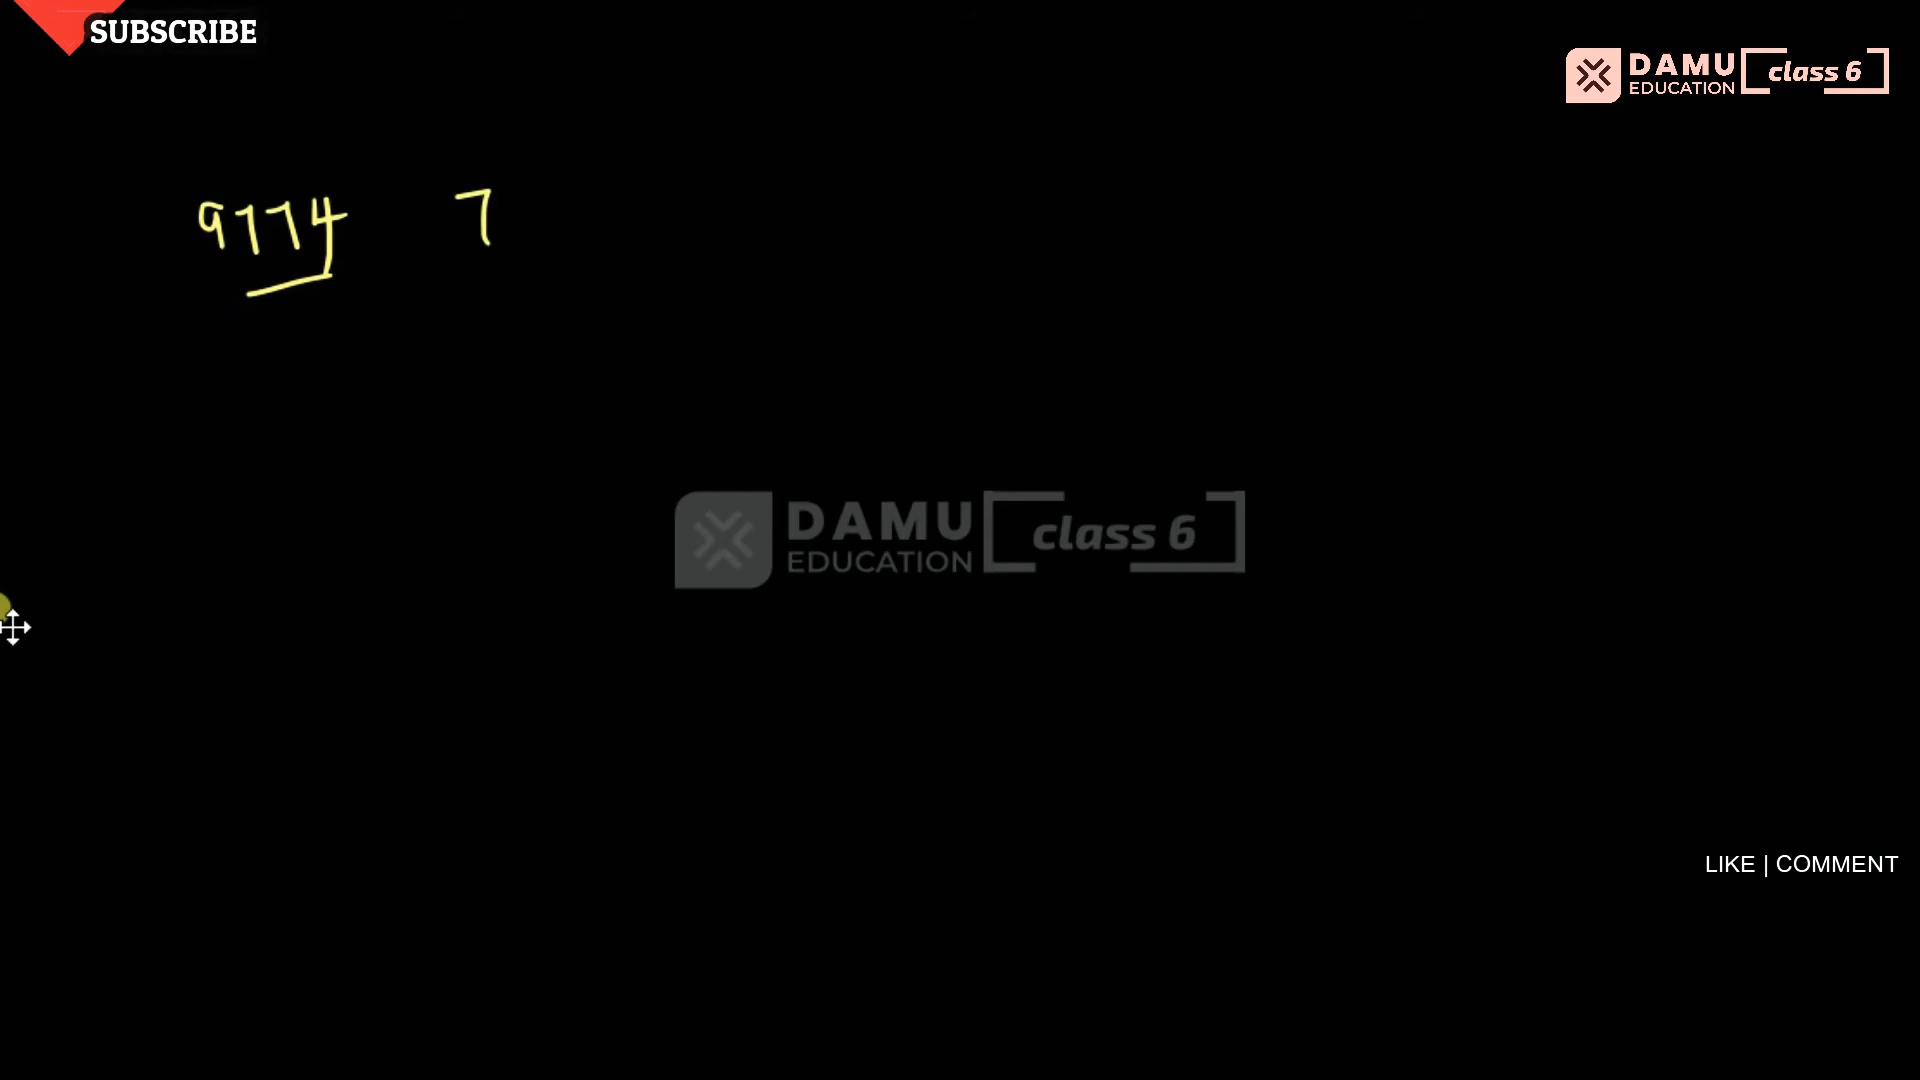 SUBSCRIBE
DAMU EDUCATION class 6
9774 7
DAMU EDUCATION class 6
LIKE | COMMENT